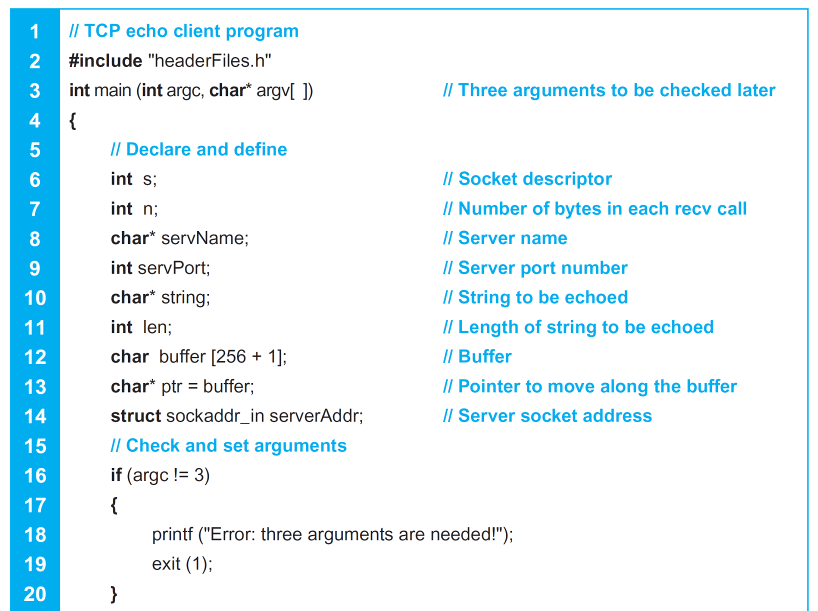 1 // TCP echo client program
2 #include "headerFiles.h"
3 int main (int argc, char* argv[ ]) // Three arguments to be checked later
4 {
5 // Declare and define
6 int s; // Socket descriptor
7 int n; // Number of bytes in each recv call
8 char* servName; // Server name
9 int servPort; // Server port number
10 char* string; // String to be echoed
11 int len; // Length of string to be echoed
12 char buffer [256 + 1]; // Buffer
13 char* ptr = buffer; // Pointer to move along the buffer
14 struct sockaddr_in serverAddr; // Server socket address
15 // Check and set arguments
16 if (argc != 3)
17 {
18 printf ("Error: three arguments are needed!");
19 exit (1);
20 }